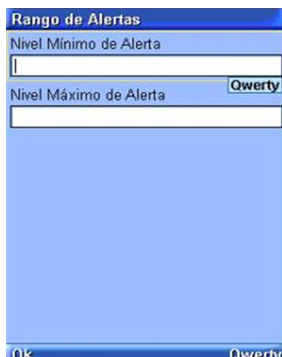 Rango de Alertas
Nivel Mínimo de Alerta
Qwerty
Nivel Máximo de Alerta
Ok Qwerty